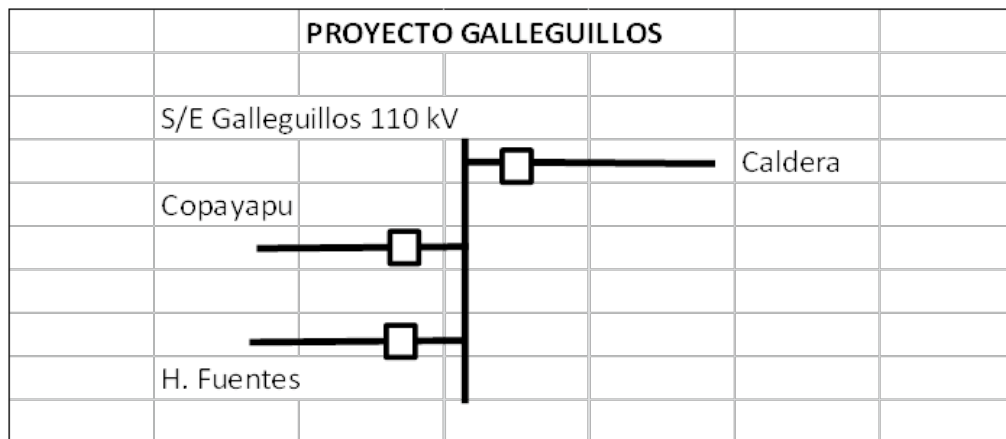 PROYECTO GALLEGUILLOS
S/E Galleguillos 110 kV
Caldera
Copayapu
H. Fuentes